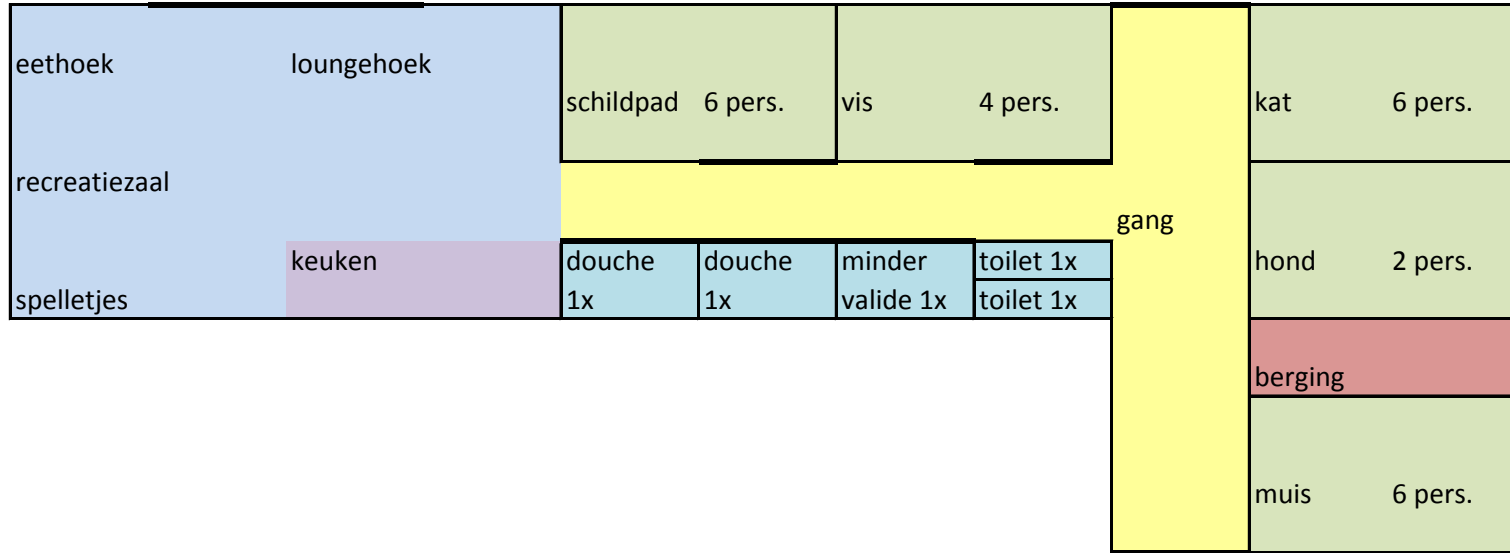 eethoek loungehoek
schildpad 6 pers. vis 4 pers. kat 6 pers.
recreatiezaal
gang
keuken douche douche minder toilet 1x hond 2 pers.
spelletjes 1x 1x valide 1x toilet 1x
berging
muis 6 pers.